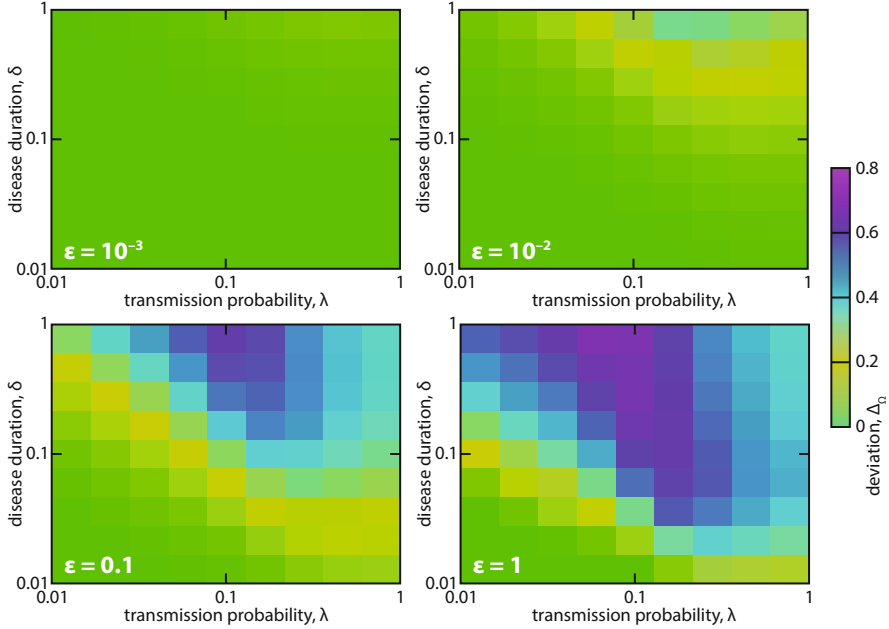 1
0.1
0.01
disease duration, δ
ε = 10⁻³
0.01
0.1
1
transmission probability, λ
1
0.1
0.01
disease duration, δ
ε = 10⁻²
0.01
0.1
1
transmission probability, λ
1
0.1
0.01
disease duration, δ
ε = 0.1
0.01
0.1
1
transmission probability, λ
1
0.1
0.01
disease duration, δ
ε = 1
0.01
0.1
1
transmission probability, λ
0.8
0.6
0.4
0.2
0
deviation, Δ_Ω